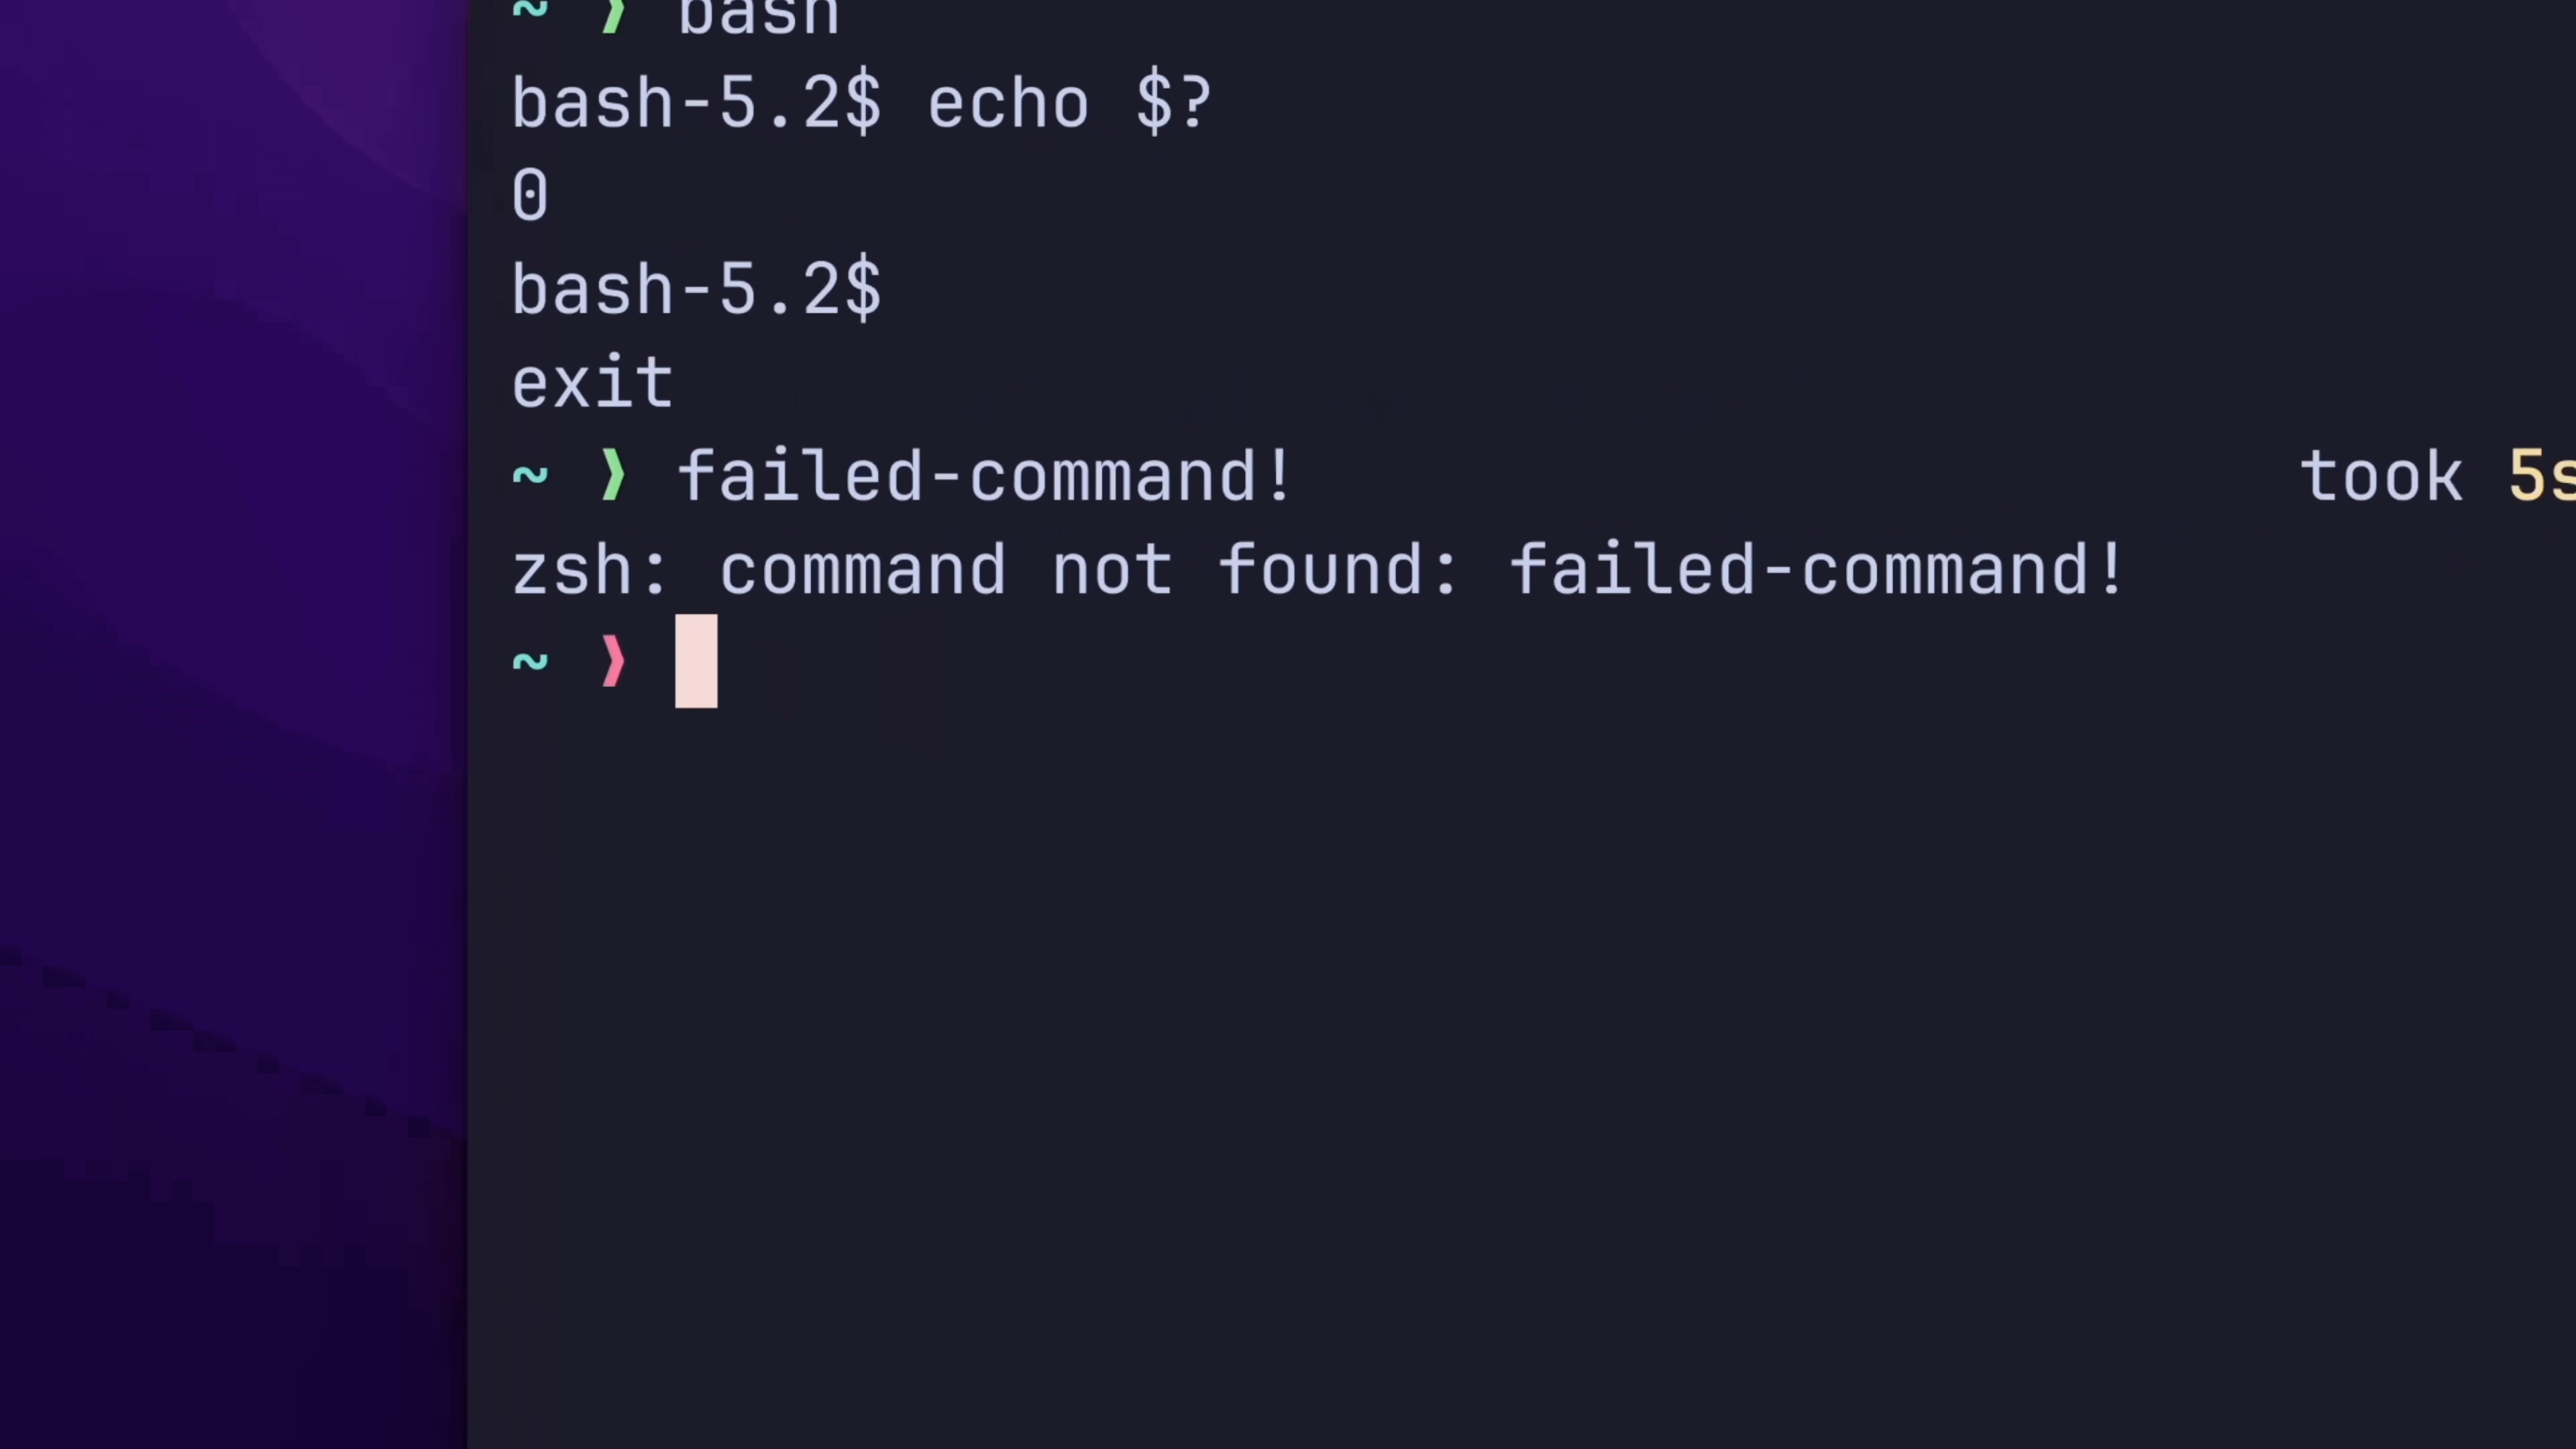 ~ ❯ bash
bash-5.2$ echo $?
0
bash-5.2$
exit
~ ❯ failed-command! took 5s
zsh: command not found: failed-command!
~ ❯